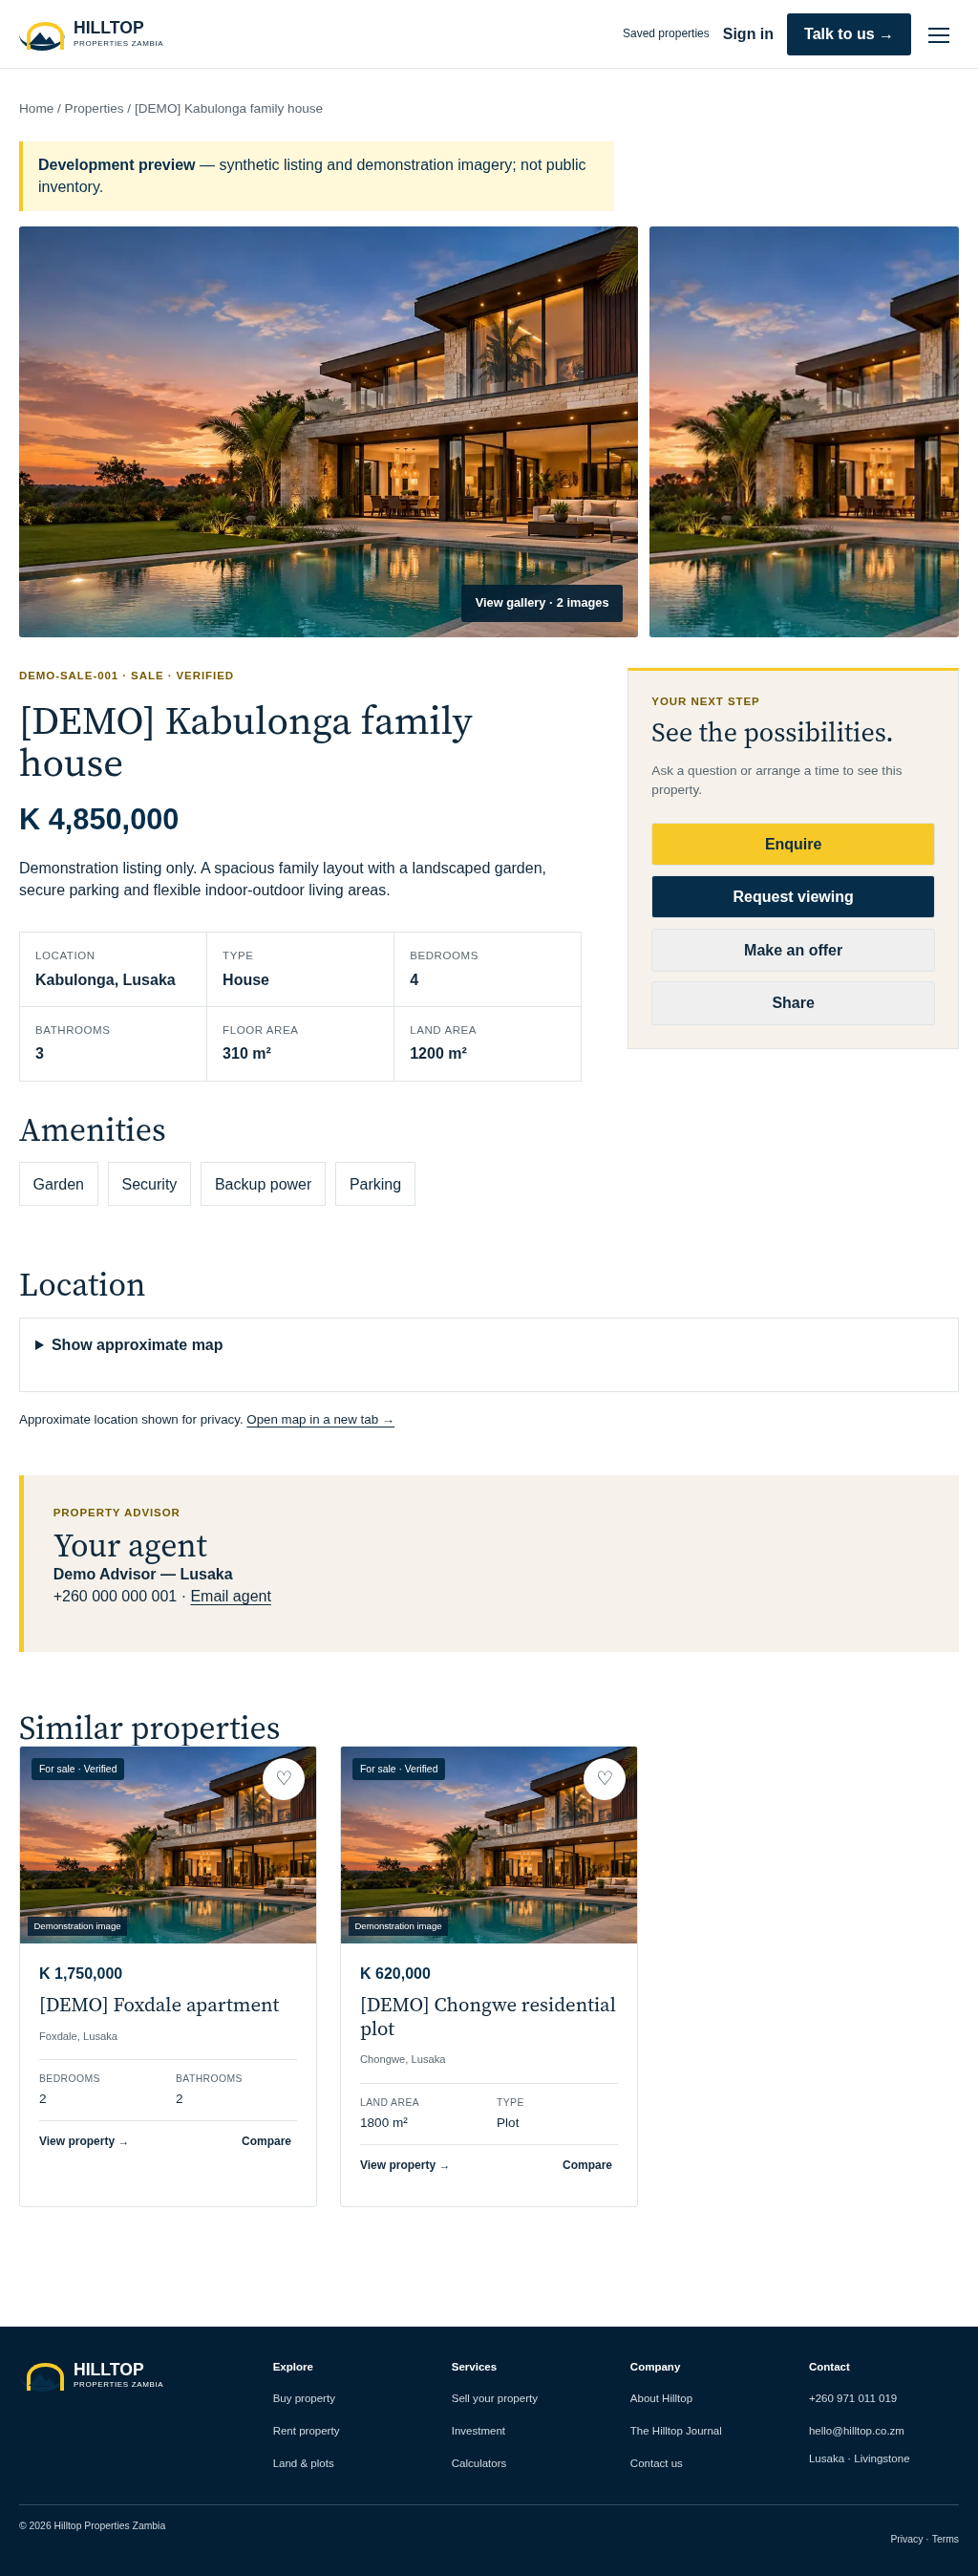 HILLTOP
PROPERTIES ZAMBIA
Saved properties
Sign in
Talk to us →
Home / Properties / [DEMO] Kabulonga family house
Development preview — synthetic listing and demonstration imagery; not public
inventory.
View gallery · 2 images
DEMO-SALE-001 · SALE · VERIFIED
[DEMO] Kabulonga family
house
K 4,850,000
Demonstration listing only. A spacious family layout with a landscaped garden,
secure parking and flexible indoor-outdoor living areas.
LOCATION
Kabulonga, Lusaka
TYPE
House
BEDROOMS
4
BATHROOMS
3
FLOOR AREA
310 m²
LAND AREA
1200 m²
YOUR NEXT STEP
See the possibilities.
Ask a question or arrange a time to see this
property.
Enquire
Request viewing
Make an offer
Share
Amenities
Garden
Security
Backup power
Parking
Location
▶ Show approximate map
Approximate location shown for privacy. Open map in a new tab →
PROPERTY ADVISOR
Your agent
Demo Advisor — Lusaka
+260 000 000 001 · Email agent
Similar properties
For sale · Verified
♡
Demonstration image
K 1,750,000
[DEMO] Foxdale apartment
Foxdale, Lusaka
BEDROOMS
2
BATHROOMS
2
View property →
Compare
For sale · Verified
♡
Demonstration image
K 620,000
[DEMO] Chongwe residential
plot
Chongwe, Lusaka
LAND AREA
1800 m²
TYPE
Plot
View property →
Compare
HILLTOP
PROPERTIES ZAMBIA
Explore
Buy property
Rent property
Land & plots
Services
Sell your property
Investment
Calculators
Company
About Hilltop
The Hilltop Journal
Contact us
Contact
+260 971 011 019
hello@hilltop.co.zm
Lusaka · Livingstone
© 2026 Hilltop Properties Zambia
Privacy · Terms